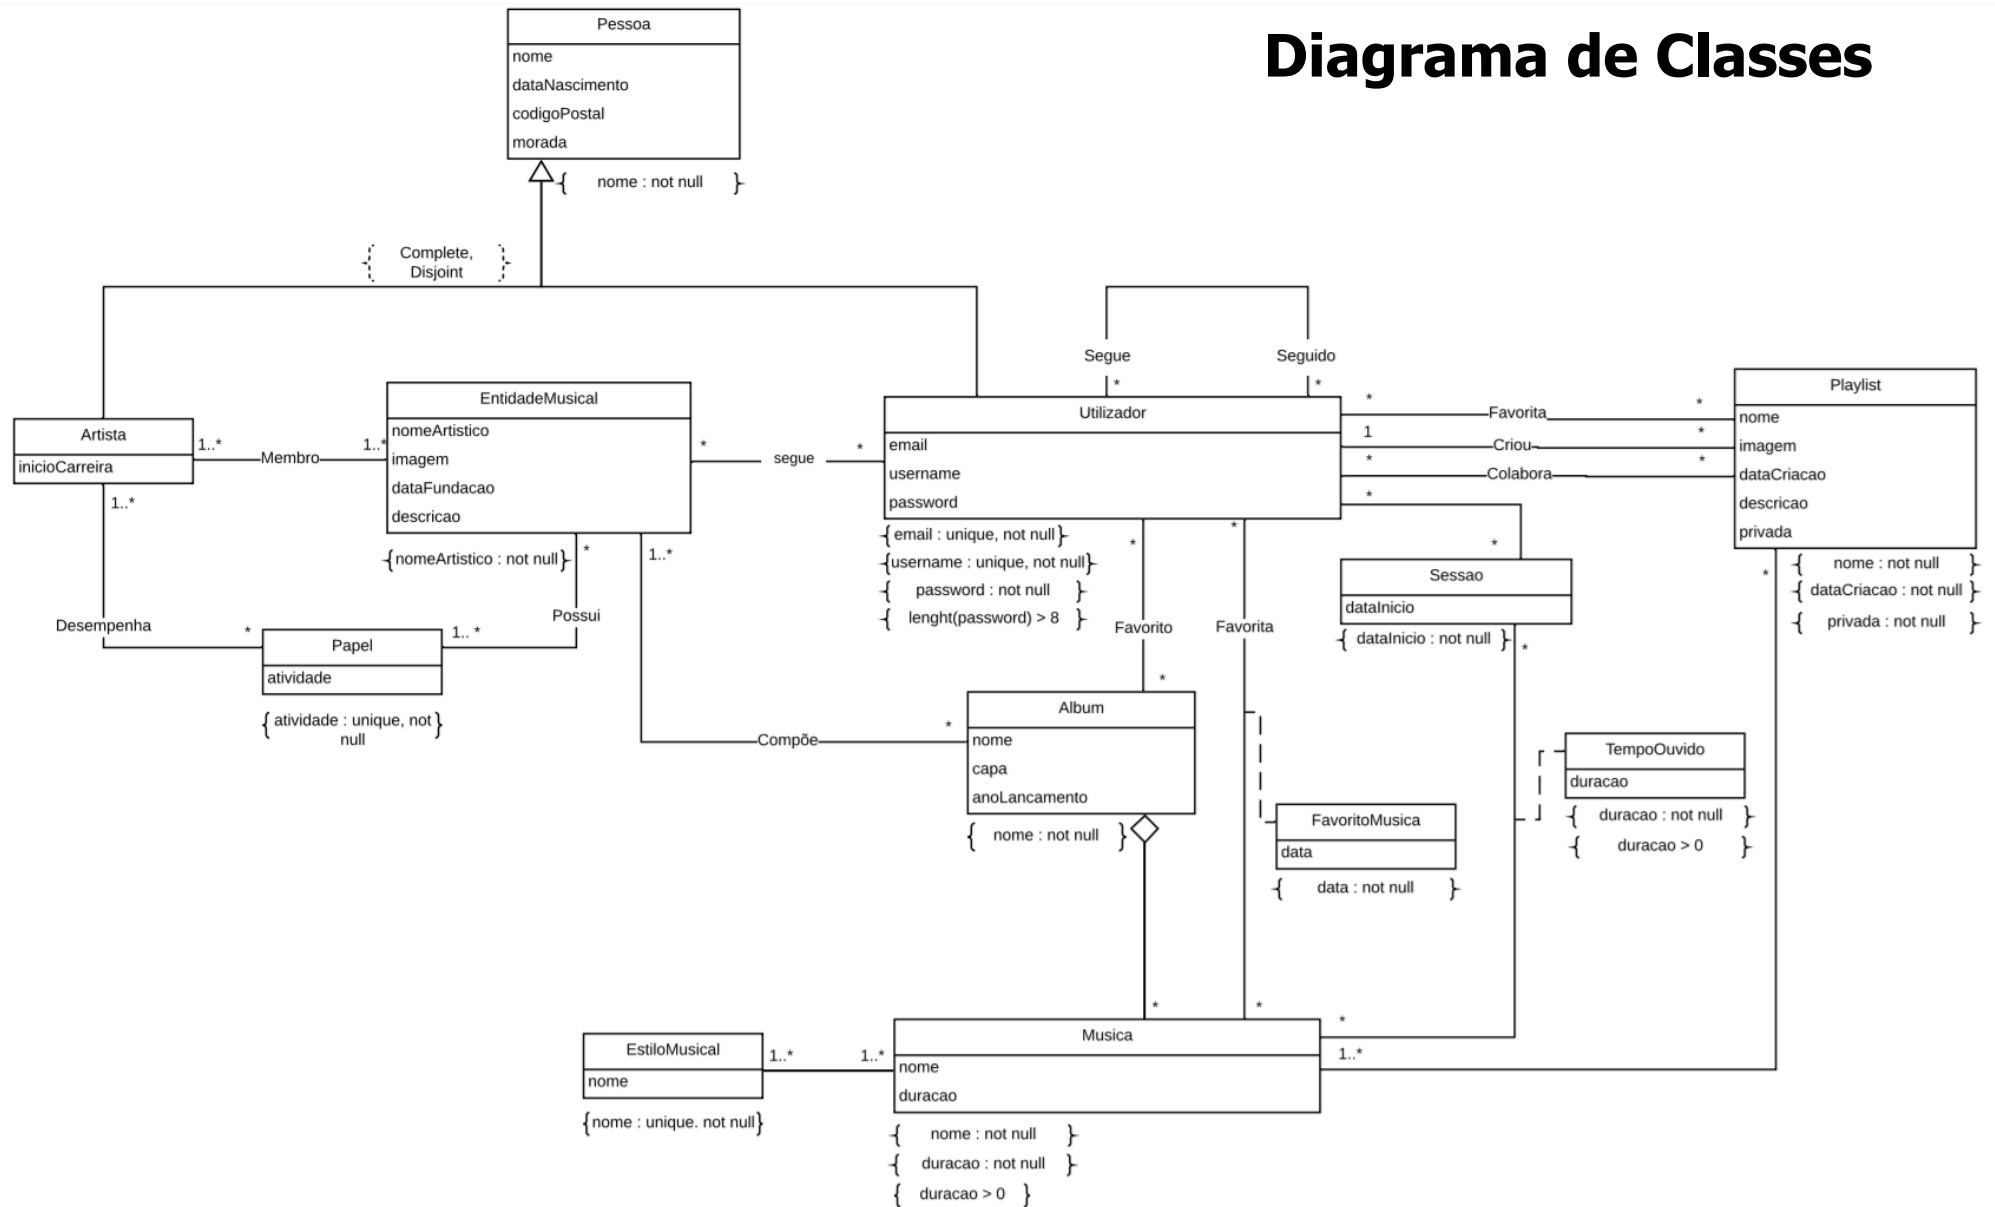 Diagrama de Classes
Pessoa
nome
dataNascimento
codigoPostal
morada
{ nome : not null }
{ Complete,
Disjoint }
Segue
Seguido
*
*
Artista
inicioCarreira
1..*
Membro
1..*
1..*
EntidadeMusical
nomeArtistico
imagem
dataFundacao
descricao
{nomeArtistico : not null}
*
segue
*
*
1..*
Utilizador
email
username
password
{email : unique, not null}
{username : unique, not null}
{ password : not null }
{ lenght(password) > 8 }
*
Favorita
*
1
Criou
*
*
Colabora
*
*
*
Playlist
nome
imagem
dataCriacao
descricao
privada
{ nome : not null }
{ dataCriacao : not null }
{ privada : not null }
*
Sessao
dataInicio
{ dataInicio : not null }
*
Desempenha
*
Papel
atividade
{ atividade : unique, not
null }
1.. *
Possui
*
Favorito
*
*
Favorita
*
Compõe
*
Album
nome
capa
anoLancamento
{ nome : not null }
TempoOuvido
duracao
{ duracao : not null }
{ duracao > 0 }
FavoritoMusica
data
{ data : not null }
*
*
1..*
EstiloMusical
nome
{nome : unique. not null}
1..*
1..*
Musica
nome
duracao
{ nome : not null }
{ duracao : not null }
{ duracao > 0 }